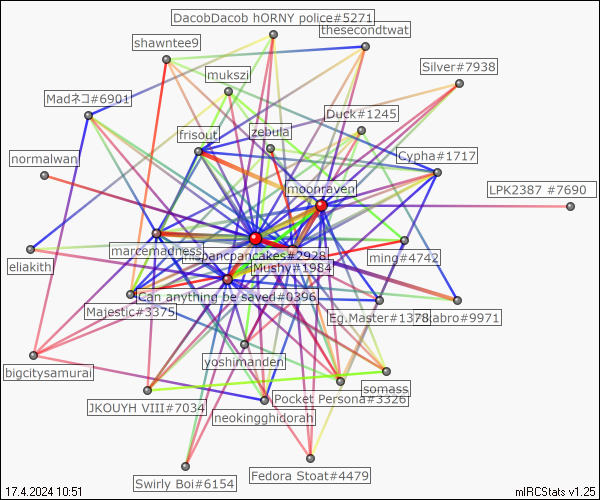 DacobDacob hORNY police#5271
thesecondtwat
shawntee9
mukszi
Silver#7938
Madネコ#6901
Duck#1245
frisout
zebula
Cypha#1717
normalwan
moonraven
LPK2387 #7690
marcemadness
hispancpancakes#2928
eliakith
Mushy#1984
ming#4742
Can anything be saved#0396
Majestic#3375
Eg.Master#1378
#9971
yoshimanden
bigcitysamurai
somass
Pocket Persona#3326
JKOUYH VIII#7034
neokingghidorah
Fedora Stoat#4479
Swirly Boi#6154
17.4.2024 10:51
mIRCStats v1.25